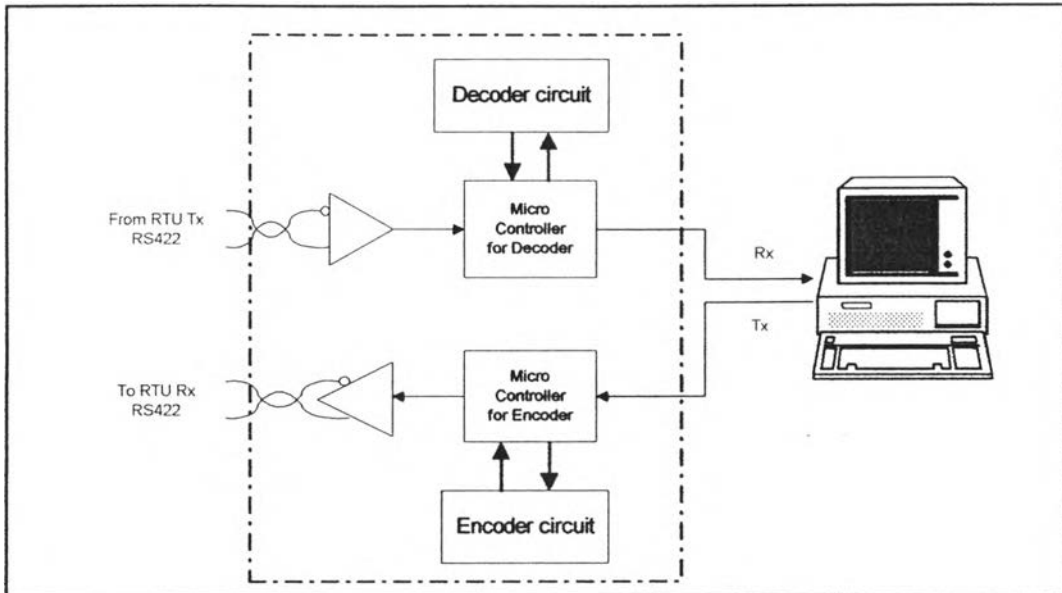 Decoder circuit
From RTU Tx
RS422
Micro
Controller
for Decoder
Rx
Tx
To RTU Rx
RS422
Micro
Controller
for Encoder
Encoder circuit